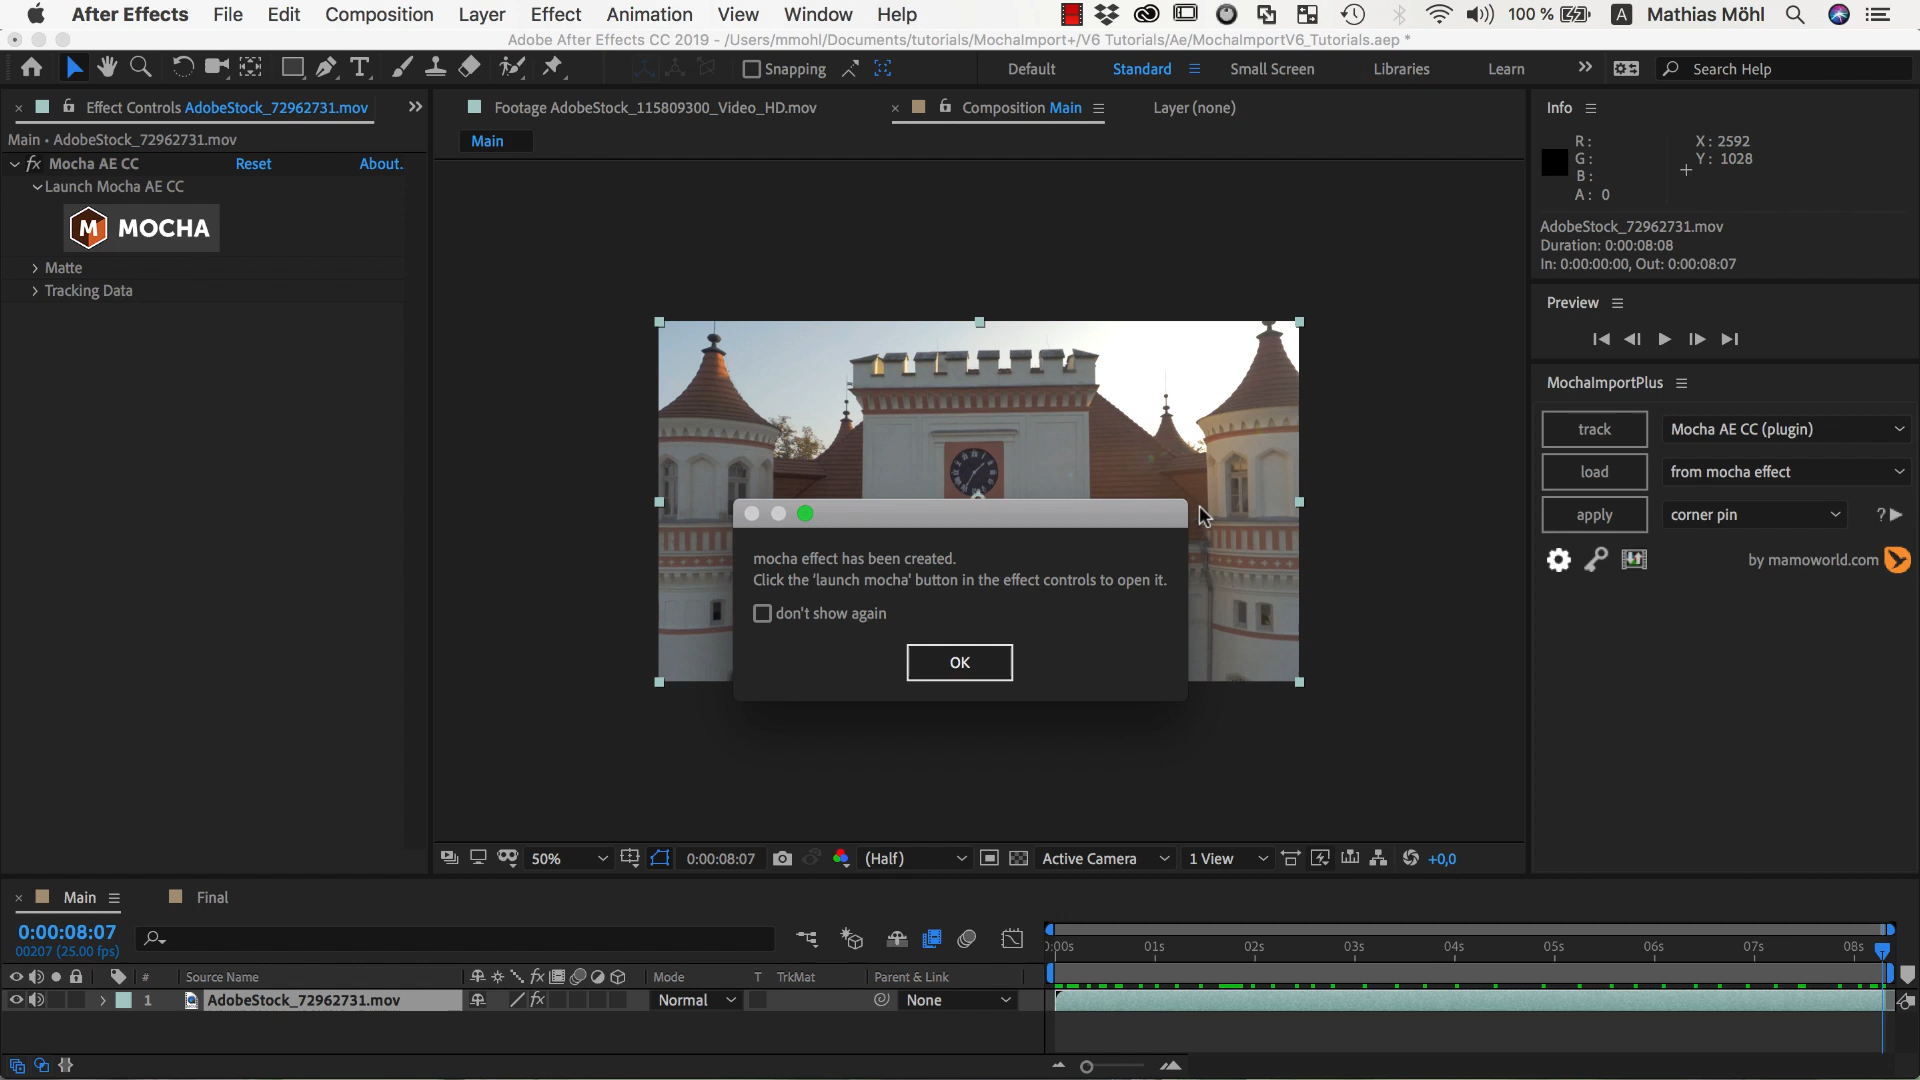 After Effects File Edit Composition Layer Effect Animation View Window Help 100 % A Mathias Möhl
Adobe After Effects CC 2019 - /Users/mmohl/Documents/tutorials/MochaImport+/V6 Tutorials/Ae/MochaImportV6_Tutorials.aep *
Snapping Default Standard Small Screen Libraries Learn Search Help
Effect Controls AdobeStock_72962731.mov
Footage AdobeStock_115809300_Video_HD.mov
Composition Main
Layer (none)
Main • AdobeStock_72962731.mov
Main
fx Mocha AE CC Reset About.
Launch Mocha AE CC
M MOCHA
Matte
Tracking Data
Info
R:
G:
B:
A: 0
X: 2592
Y: 1028
AdobeStock_72962731.mov
Duration: 0:00:08:08
In: 0:00:00:00, Out: 0:00:08:07
Preview
MochaImportPlus
track Mocha AE CC (plugin)
load from mocha effect
apply corner pin ?
by mamoworld.com
mocha effect has been created.
Click the 'launch mocha' button in the effect controls to open it.
don't show again
OK
50% 0:00:08:07 (Half) Active Camera 1 View +0,0
Main Final
0:00:08:07
00207 (25.00 fps)
0:00s 01s 02s 03s 04s 05s 06s 07s 08s
# Source Name fx Mode T TrkMat Parent & Link
1 AdobeStock_72962731.mov fx Normal None